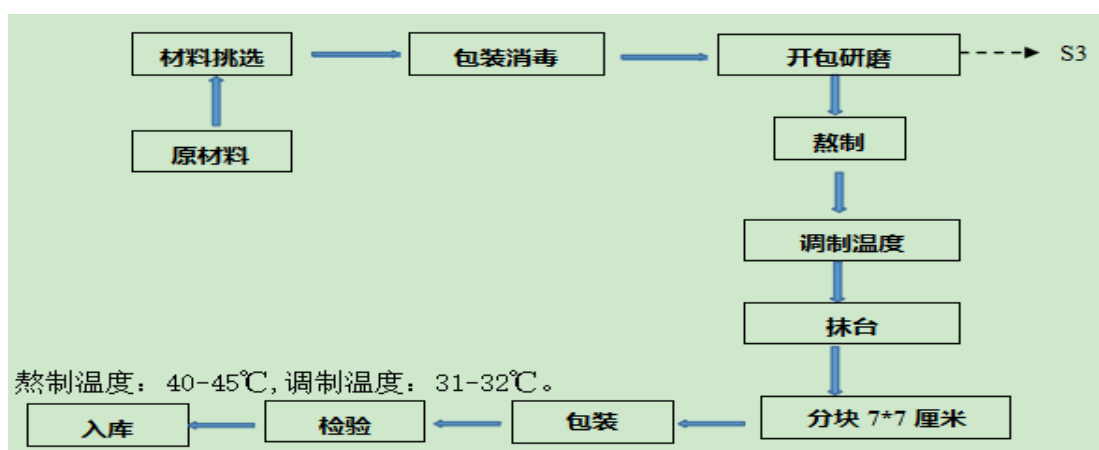 材料挑选
包装消毒
开包研磨
S3
原材料
熬制
调制温度
抹台
熬制温度：40-45℃,调制温度：31-32℃。
分块 7*7 厘米
包装
检验
入库